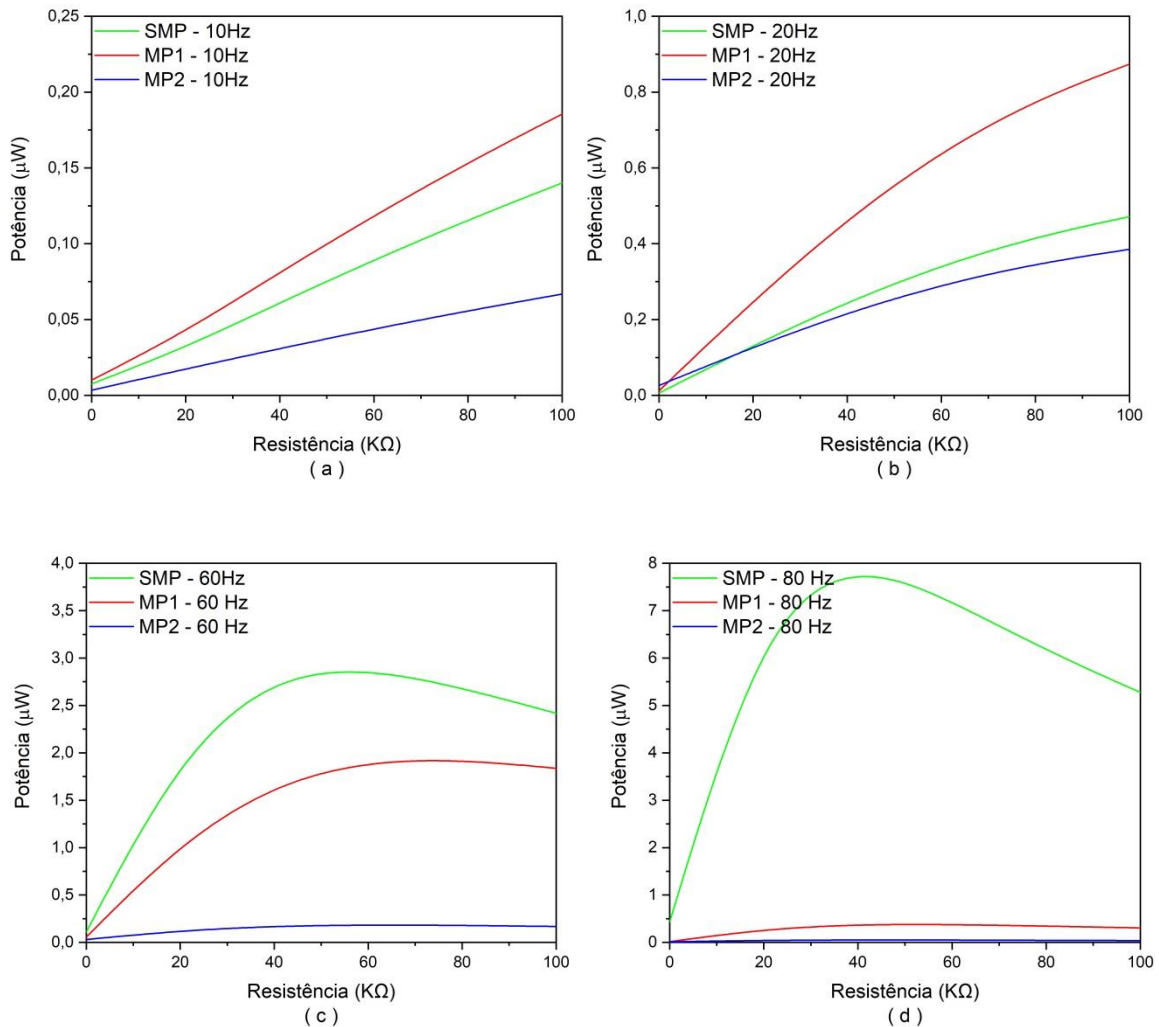 0,25
0,20
0,15
0,10
0,05
0,00
Potência (μW)
SMP - 10Hz
MP1 - 10Hz
MP2 - 10Hz
0 20 40 60 80 100
Resistência (KΩ)
( a )
1,0
0,8
0,6
0,4
0,2
0,0
Potência (μW)
SMP - 20Hz
MP1 - 20Hz
MP2 - 20Hz
0 20 40 60 80 100
Resistência (KΩ)
( b )
4,0
3,5
3,0
2,5
2,0
1,5
1,0
0,5
0,0
Potência (μW)
SMP - 60Hz
MP1 - 60 Hz
MP2 - 60 Hz
0 20 40 60 80 100
Resistência (KΩ)
( c )
8
7
6
5
4
3
2
1
0
Potência (μW)
SMP - 80 Hz
MP1 - 80 Hz
MP2 - 80 Hz
0 20 40 60 80 100
Resistência (KΩ)
( d )